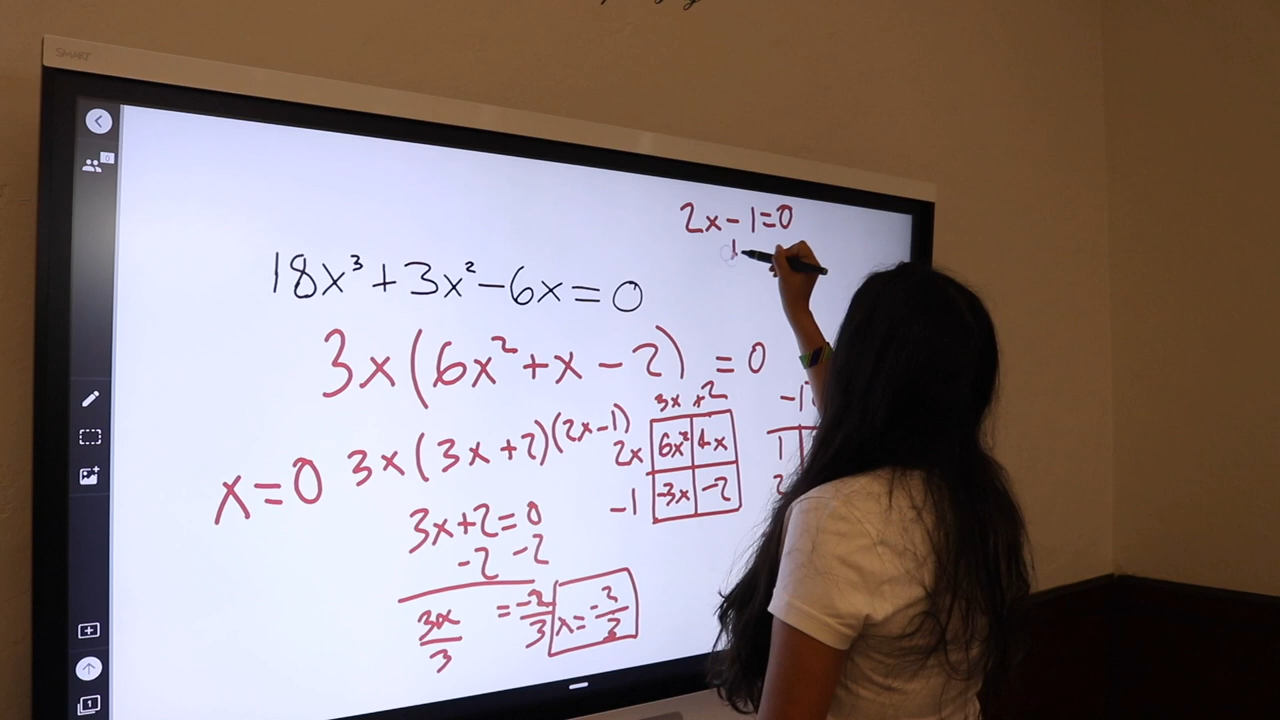 SMART
2x-1=0
18x³+3x²-6x=0
3x(6x²+x-2) =0
3x +2
2x 6x² 4x
-1 -3x -2
x=0 3x(3x+2)(2x-1)
3x+2=0
-2 -2
3x/3 = -2/3 x=-2/3